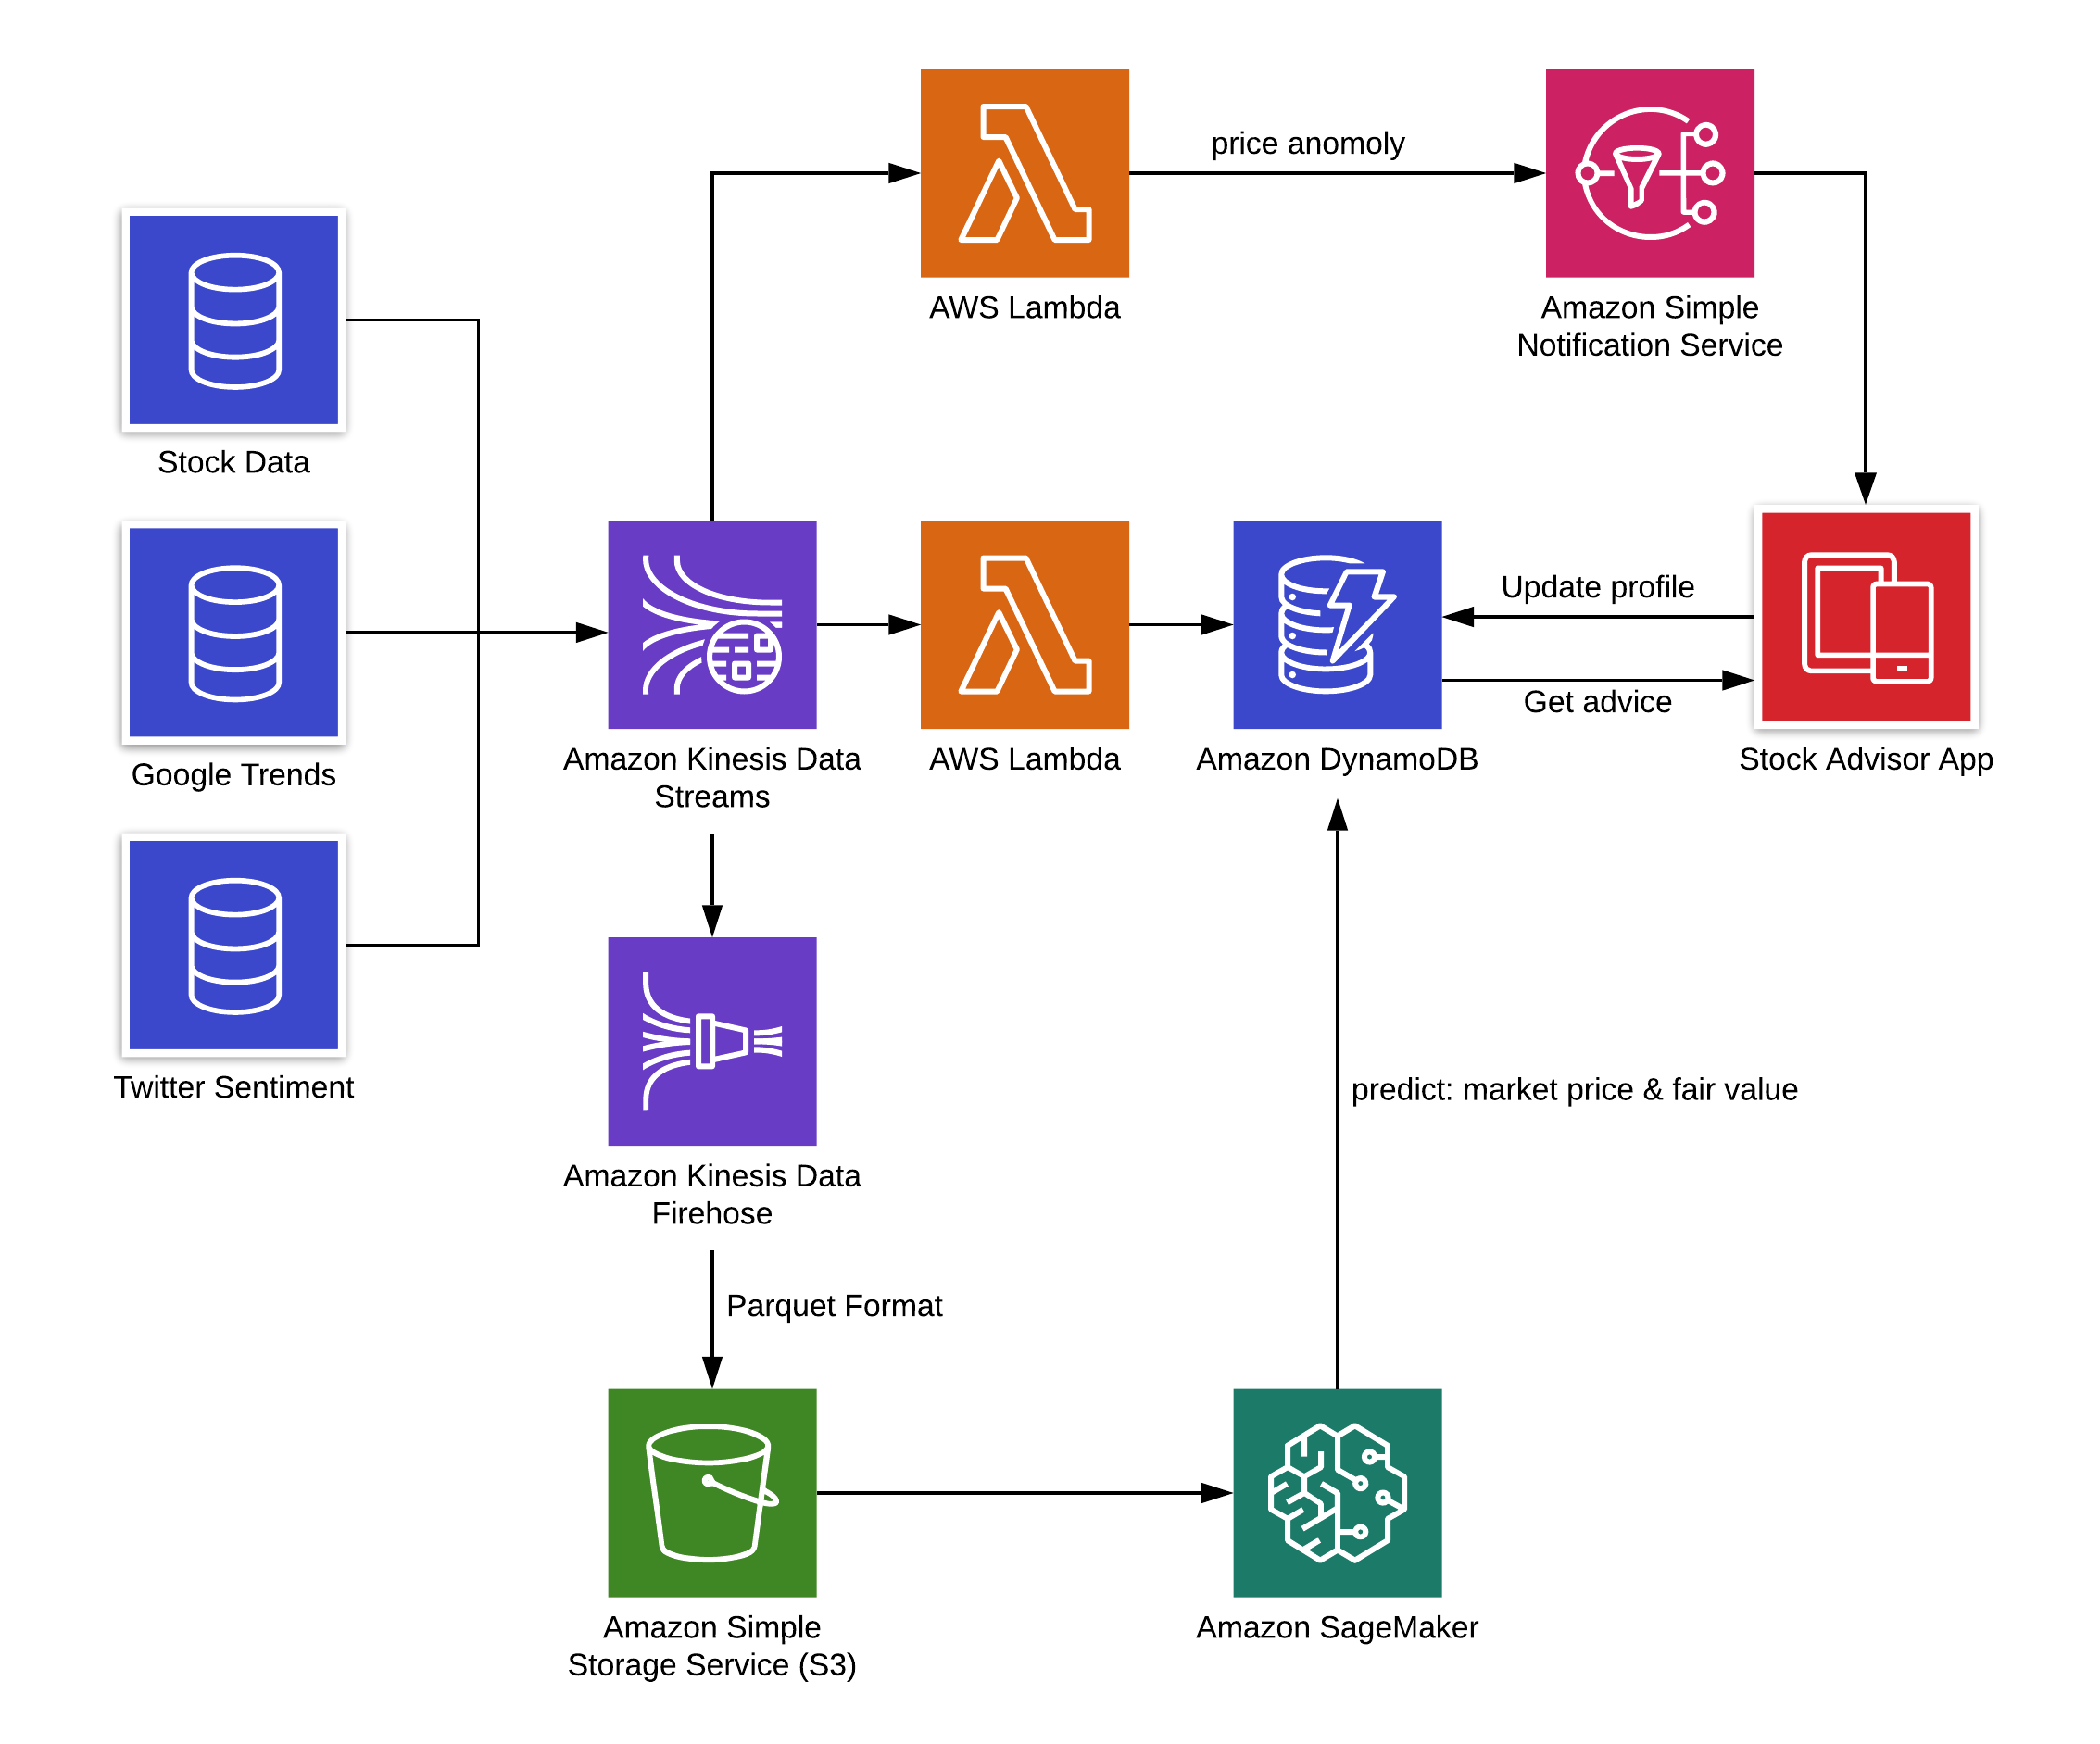 price anomoly
AWS Lambda
Amazon Simple
Notification Service
Stock Data
Google Trends
Twitter Sentiment
Amazon Kinesis Data
Streams
AWS Lambda
Amazon DynamoDB
Update profile
Get advice
Stock Advisor App
Amazon Kinesis Data
Firehose
Parquet Format
predict: market price & fair value
Amazon Simple
Storage Service (S3)
Amazon SageMaker